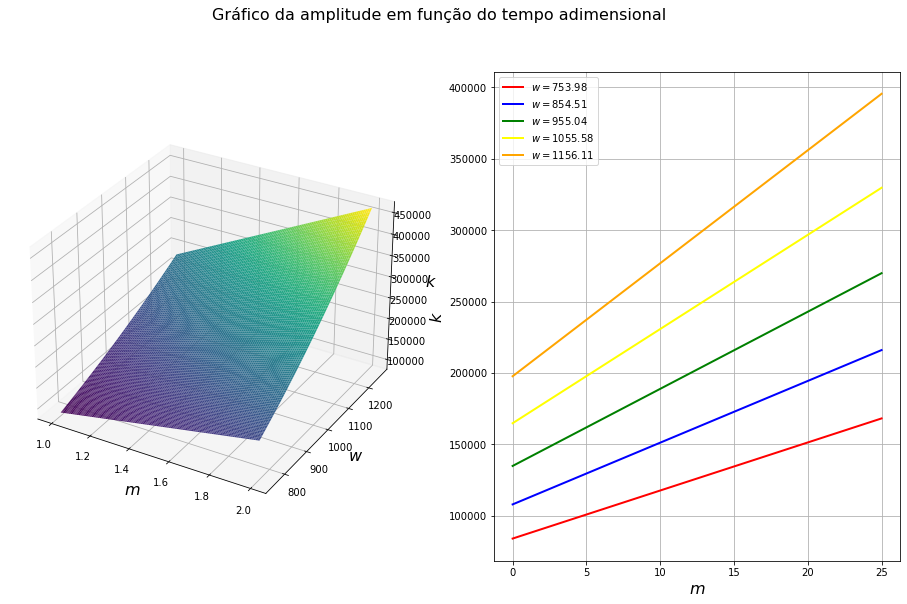 Gráfico da amplitude em função do tempo adimensional
450000
400000
350000
300000
250000
200000
150000
100000
k
1.0
1.2
1.4
1.6
1.8
2.0
m
800
900
1000
1100
1200
w
w = 753.98
w = 854.51
w = 955.04
w = 1055.58
w = 1156.11
400000
350000
300000
250000
200000
150000
100000
k
0 5 10 15 20 25
m